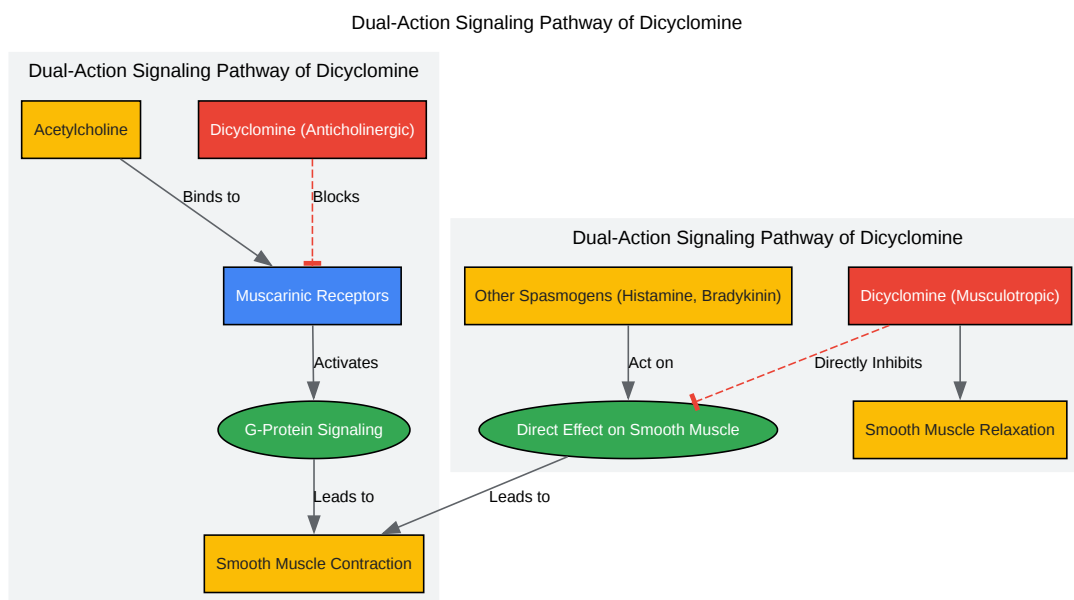 Dual-Action Signaling Pathway of Dicyclomine
Dual-Action Signaling Pathway of Dicyclomine
Acetylcholine
Dicyclomine (Anticholinergic)
Binds to
Blocks
Muscarinic Receptors
Activates
G-Protein Signaling
Leads to
Smooth Muscle Contraction
Dual-Action Signaling Pathway of Dicyclomine
Other Spasmogens (Histamine, Bradykinin)
Dicyclomine (Musculotropic)
Act on
Directly Inhibits
Direct Effect on Smooth Muscle
Smooth Muscle Relaxation
Leads to